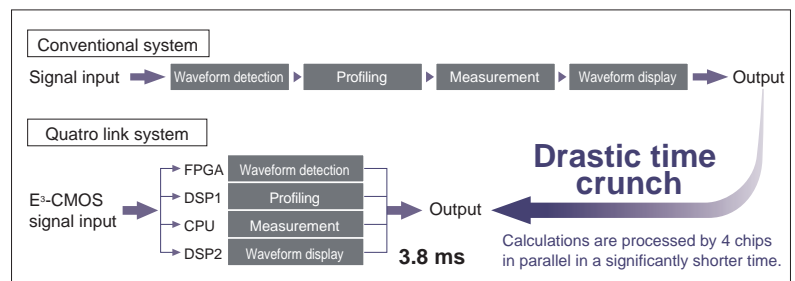 Conventional system
Signal input Waveform detection Profiling Measurement Waveform display Output
Quatro link system
E³-CMOS
signal input
FPGA Waveform detection
DSP1 Profiling
CPU Measurement
DSP2 Waveform display
Output
3.8 ms
Drastic time
crunch
Calculations are processed by 4 chips
in parallel in a significantly shorter time.